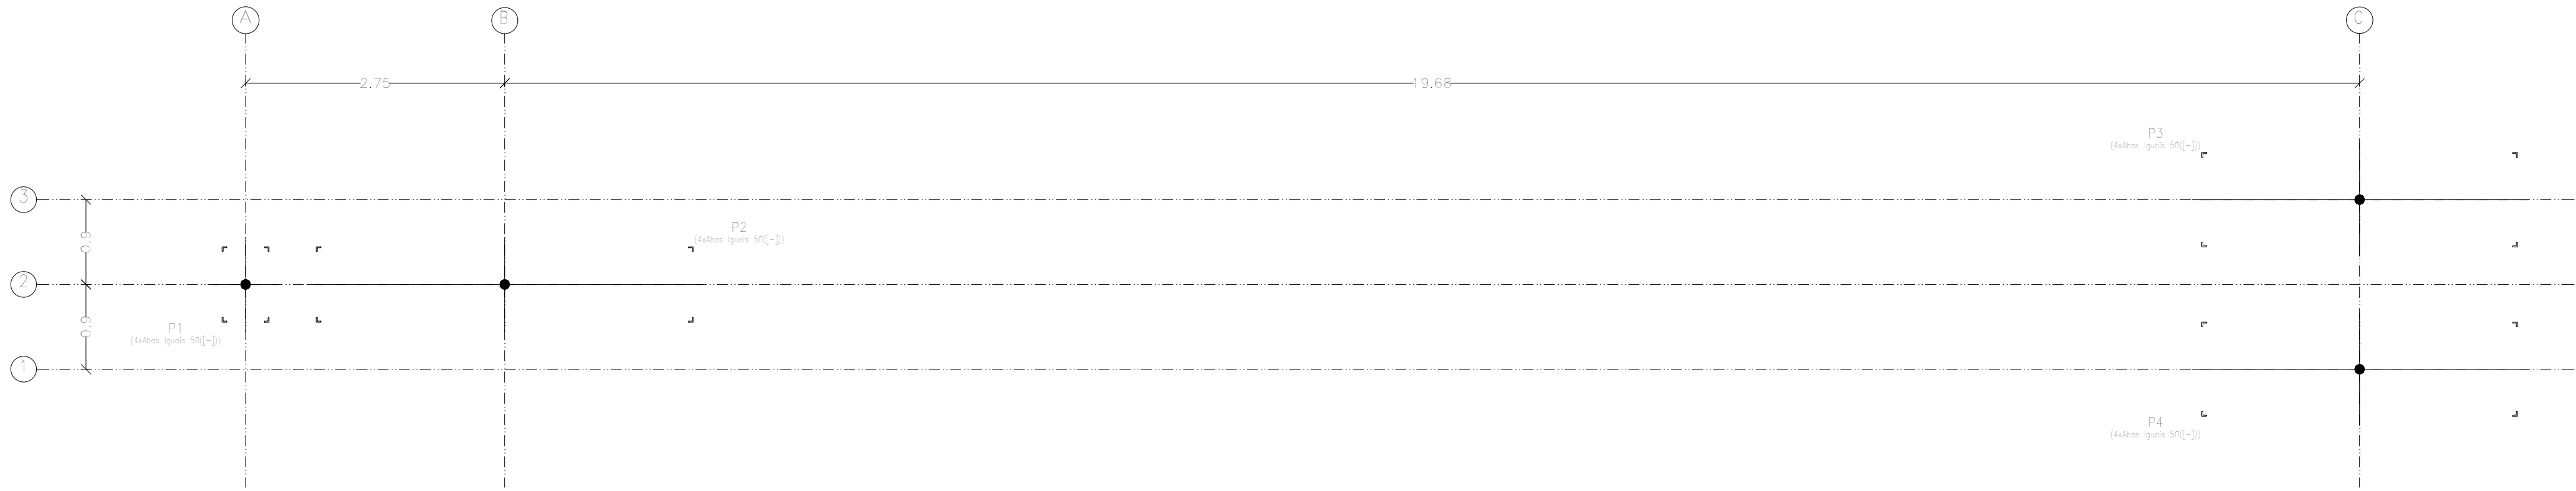 A
B
C
2.75
19.68
P3
(4xAbas Iguais 50([-]))
3
P2
(4xAbas Iguais 50([-]))
0.9
2
0.9
P1
(4xAbas Iguais 50([-]))
1
P4
(4xAbas Iguais 50([-]))